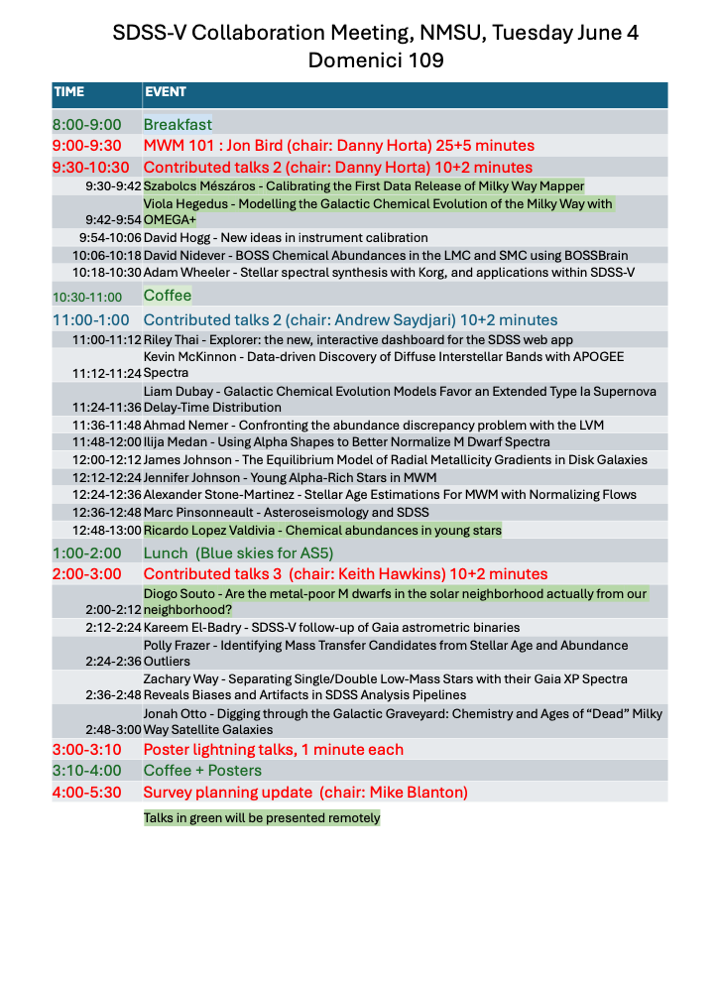 SDSS-V Collaboration Meeting, NMSU, Tuesday June 4
Domenici 109
TIME EVENT
8:00-9:00 Breakfast
9:00-9:30 MWM 101 : Jon Bird (chair: Danny Horta) 25+5 minutes
9:30-10:30 Contributed talks 2 (chair: Danny Horta) 10+2 minutes
9:30-9:42 Szabolcs Mészáros - Calibrating the First Data Release of Milky Way Mapper
Viola Hegedus - Modelling the Galactic Chemical Evolution of the Milky Way with
9:42-9:54 OMEGA+
9:54-10:06 David Hogg - New ideas in instrument calibration
10:06-10:18 David Nidever - BOSS Chemical Abundances in the LMC and SMC using BOSSBrain
10:18-10:30 Adam Wheeler - Stellar spectral synthesis with Korg, and applications within SDSS-V
10:30-11:00 Coffee
11:00-1:00 Contributed talks 2 (chair: Andrew Saydjari) 10+2 minutes
11:00-11:12 Riley Thai - Explorer: the new, interactive dashboard for the SDSS web app
Kevin McKinnon - Data-driven Discovery of Diffuse Interstellar Bands with APOGEE
11:12-11:24 Spectra
Liam Dubay - Galactic Chemical Evolution Models Favor an Extended Type Ia Supernova
11:24-11:36 Delay-Time Distribution
11:36-11:48 Ahmad Nemer - Confronting the abundance discrepancy problem with the LVM
11:48-12:00 Ilija Medan - Using Alpha Shapes to Better Normalize M Dwarf Spectra
12:00-12:12 James Johnson - The Equilibrium Model of Radial Metallicity Gradients in Disk Galaxies
12:12-12:24 Jennifer Johnson - Young Alpha-Rich Stars in MWM
12:24-12:36 Alexander Stone-Martinez - Stellar Age Estimations For MWM with Normalizing Flows
12:36-12:48 Marc Pinsonneault - Asteroseismology and SDSS
12:48-13:00 Ricardo Lopez Valdivia - Chemical abundances in young stars
1:00-2:00 Lunch (Blue skies for AS5)
2:00-3:00 Contributed talks 3 (chair: Keith Hawkins) 10+2 minutes
Diogo Souto - Are the metal-poor M dwarfs in the solar neighborhood actually from our
2:00-2:12 neighborhood?
2:12-2:24 Kareem El-Badry - SDSS-V follow-up of Gaia astrometric binaries
Polly Frazer - Identifying Mass Transfer Candidates from Stellar Age and Abundance
2:24-2:36 Outliers
Zachary Way - Separating Single/Double Low-Mass Stars with their Gaia XP Spectra
2:36-2:48 Reveals Biases and Artifacts in SDSS Analysis Pipelines
Jonah Otto - Digging through the Galactic Graveyard: Chemistry and Ages of “Dead” Milky
2:48-3:00 Way Satellite Galaxies
3:00-3:10 Poster lightning talks, 1 minute each
3:10-4:00 Coffee + Posters
4:00-5:30 Survey planning update (chair: Mike Blanton)
Talks in green will be presented remotely